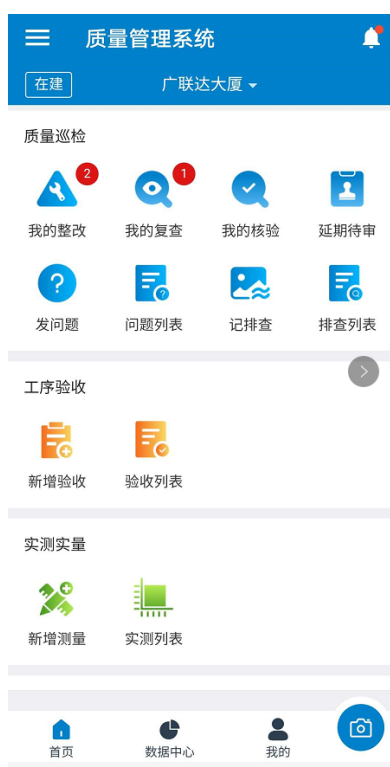 质量管理系统
在建 广联达大厦
质量巡检
2 1
我的整改 我的复查 我的核验 延期待审
发问题 问题列表 记排查 排查列表
工序验收
新增验收 验收列表
实测实量
新增测量 实测列表
首页 数据中心 我的